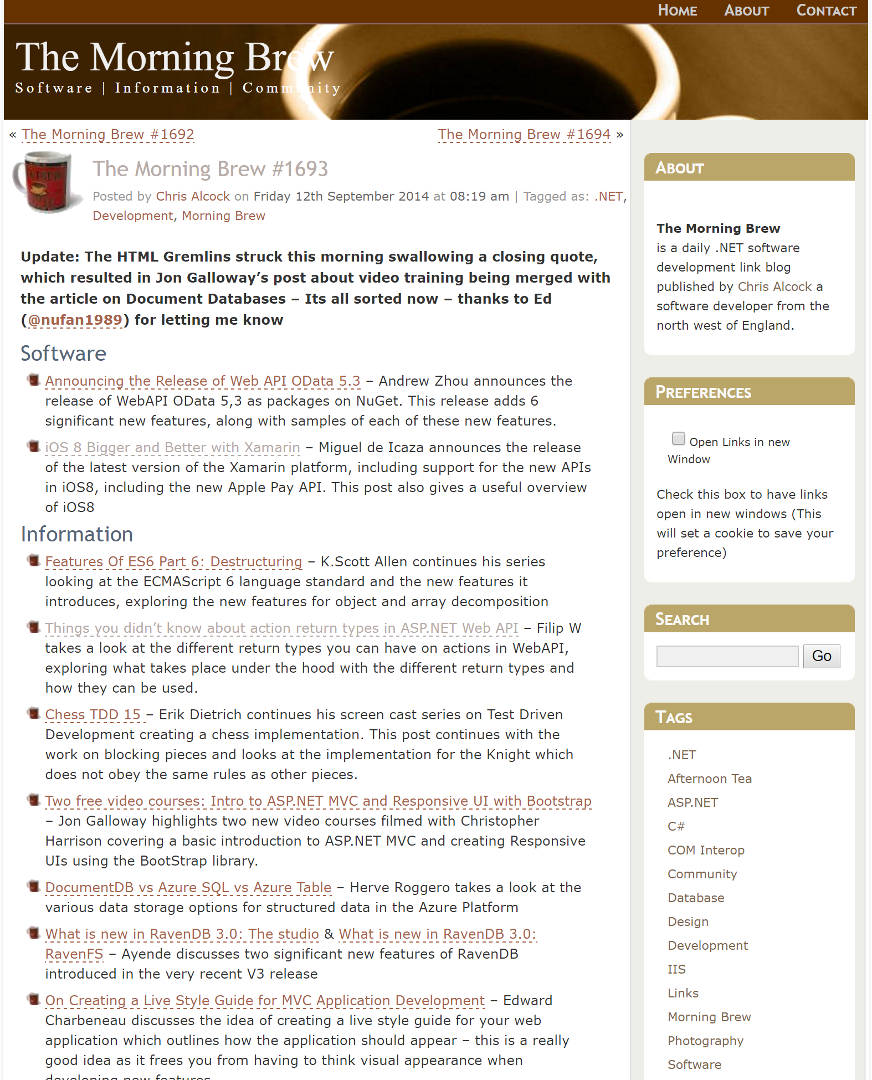 Home About Contact
The Morning Brew
Software | Information | Community
« The Morning Brew #1692
The Morning Brew #1694 »
The Morning Brew #1693
Posted by Chris Alcock on Friday 12th September 2014 at 08:19 am | Tagged as: .NET,
Development, Morning Brew
Update: The HTML Gremlins struck this morning swallowing a closing quote,
which resulted in Jon Galloway’s post about video training being merged with
the article on Document Databases – Its all sorted now – thanks to Ed
(@nufan1989) for letting me know
Software
Announcing the Release of Web API OData 5.3 – Andrew Zhou announces the
release of WebAPI OData 5,3 as packages on NuGet. This release adds 6
significant new features, along with samples of each of these new features.
iOS 8 Bigger and Better with Xamarin – Miguel de Icaza announces the release
of the latest version of the Xamarin platform, including support for the new APIs
in iOS8, including the new Apple Pay API. This post also gives a useful overview
of iOS8
Information
Features Of ES6 Part 6: Destructuring – K.Scott Allen continues his series
looking at the ECMAScript 6 language standard and the new features it
introduces, exploring the new features for object and array decomposition
Things you didn’t know about action return types in ASP.NET Web API – Filip W
takes a look at the different return types you can have on actions in WebAPI,
exploring what takes place under the hood with the different return types and
how they can be used.
Chess TDD 15 – Erik Dietrich continues his screen cast series on Test Driven
Development creating a chess implementation. This post continues with the
work on blocking pieces and looks at the implementation for the Knight which
does not obey the same rules as other pieces.
Two free video courses: Intro to ASP.NET MVC and Responsive UI with Bootstrap
– Jon Galloway highlights two new video courses filmed with Christopher
Harrison covering a basic introduction to ASP.NET MVC and creating Responsive
UIs using the BootStrap library.
DocumentDB vs Azure SQL vs Azure Table – Herve Roggero takes a look at the
various data storage options for structured data in the Azure Platform
What is new in RavenDB 3.0: The studio & What is new in RavenDB 3.0:
RavenFS – Ayende discusses two significant new features of RavenDB
introduced in the very recent V3 release
On Creating a Live Style Guide for MVC Application Development – Edward
Charbeneau discusses the idea of creating a live style guide for your web
application which outlines how the application should appear – this is a really
good idea as it frees you from having to think visual appearance when
developing new features
About
The Morning Brew
is a daily .NET software
development link blog
published by Chris Alcock a
software developer from the
north west of England.
Preferences
Open Links in new
Window
Check this box to have links
open in new windows (This
will set a cookie to save your
preference)
Search
Go
Tags
.NET
Afternoon Tea
ASP.NET
C#
COM Interop
Community
Database
Design
Development
IIS
Links
Morning Brew
Photography
Software